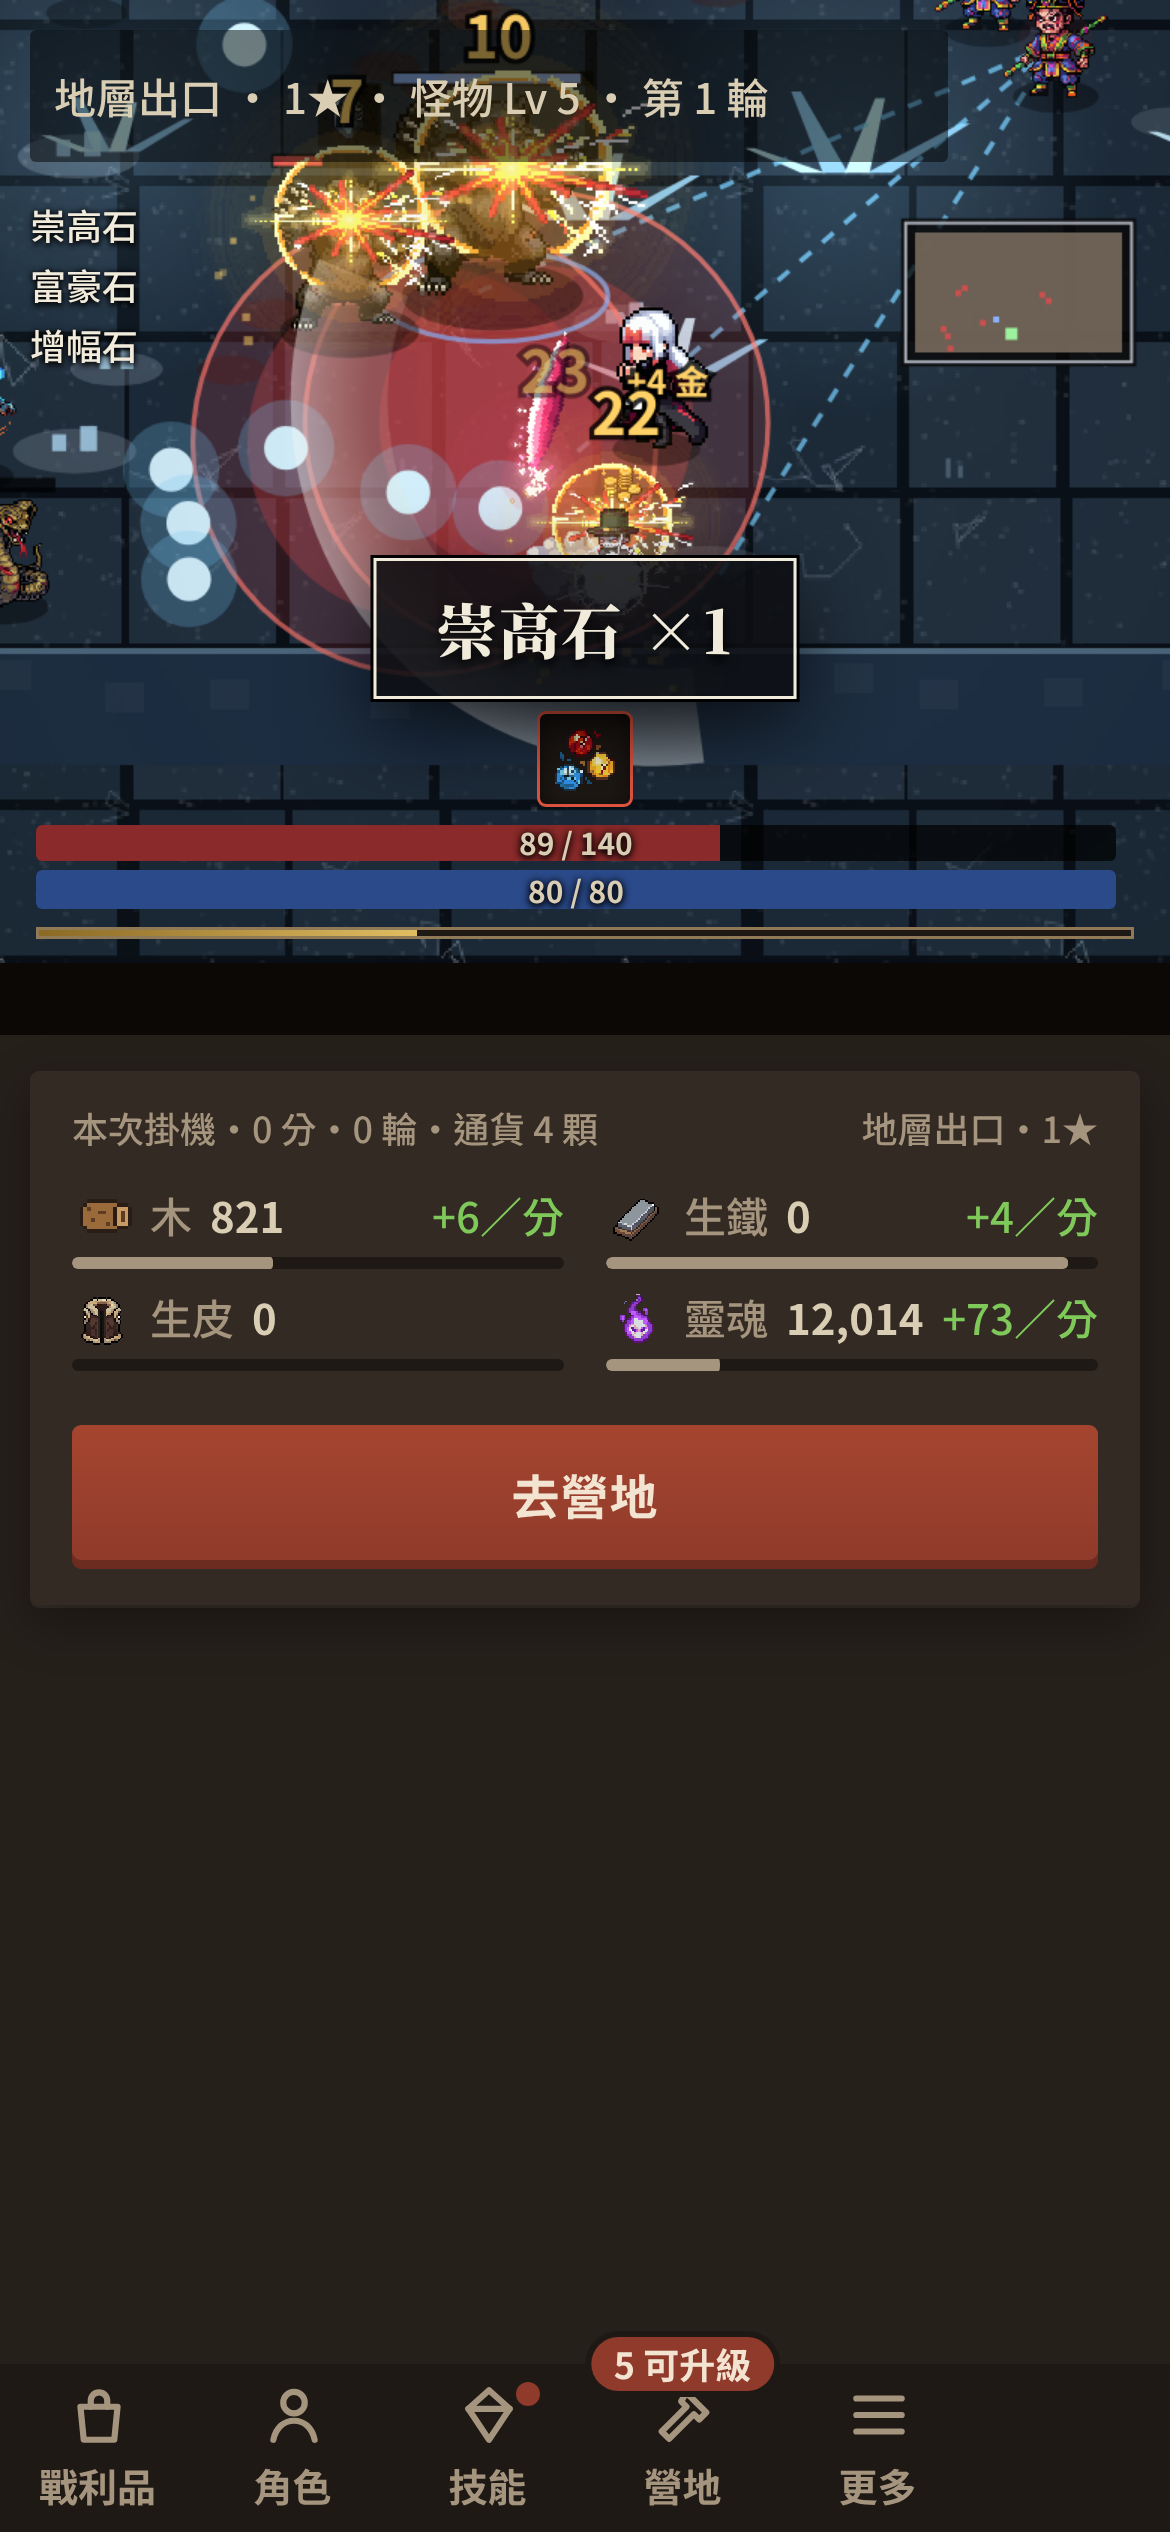 10
地層出口 · 1★ · 怪物 Lv 5 · 第 1 輪
7
崇高石
富豪石
增幅石
23
+4 金
22
崇高石 ×1
89 / 140
80 / 80
本次掛機・0 分・0 輪・通貨 4 顆
地層出口・1★
木 821 +6／分
生鐵 0 +4／分
生皮 0
靈魂 12,014 +73／分
去營地
5 可升級
戰利品
角色
技能
營地
更多